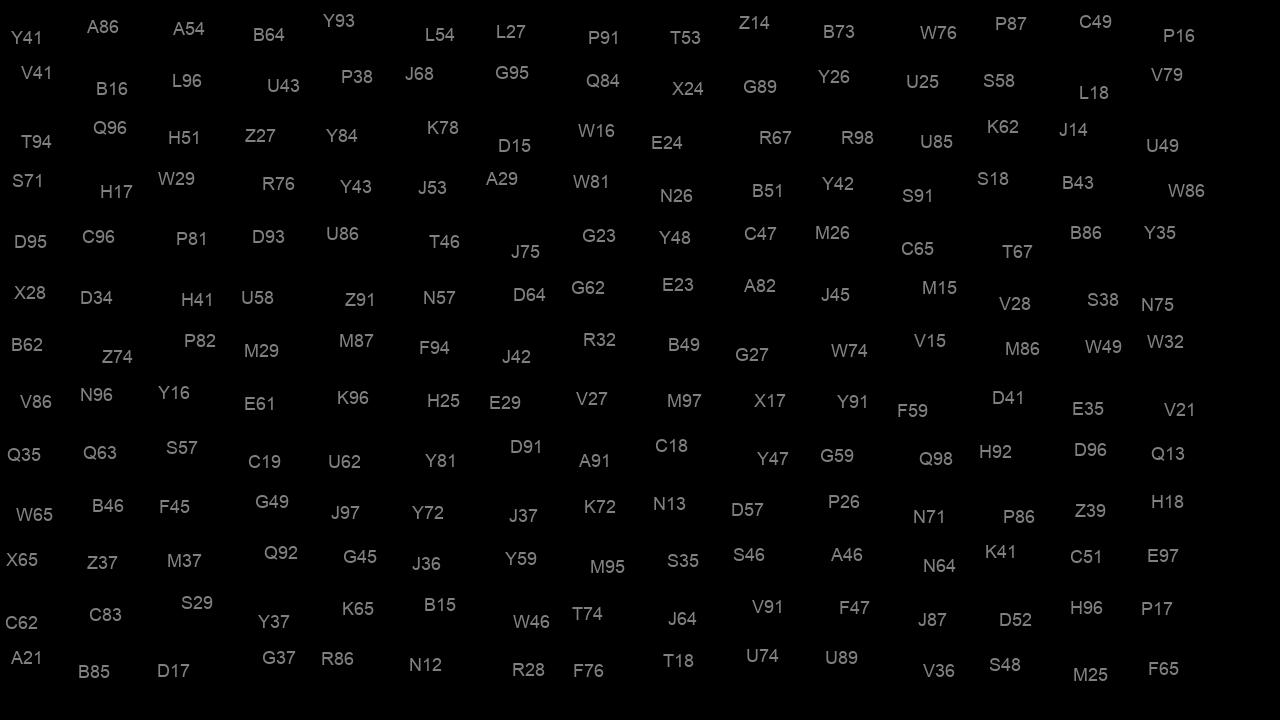 Y41 A86 A54 B64 Y93 L54 L27 P91 T53 Z14 B73 W76 P87 C49 P16
V41 B16 L96 U43 P38 J68 G95 Q84 X24 G89 Y26 U25 S58 L18 V79
T94 Q96 H51 Z27 Y84 K78 D15 W16 E24 R67 R98 U85 K62 J14 U49
S71 H17 W29 R76 Y43 J53 A29 W81 N26 B51 Y42 S91 S18 B43 W86
D95 C96 P81 D93 U86 T46 J75 G23 Y48 C47 M26 C65 T67 B86 Y35
X28 D34 H41 U58 Z91 N57 D64 G62 E23 A82 J45 M15 V28 S38 N75
B62 Z74 P82 M29 M87 F94 J42 R32 B49 G27 W74 V15 M86 W49 W32
V86 N96 Y16 E61 K96 H25 E29 V27 M97 X17 Y91 F59 D41 E35 V21
Q35 Q63 S57 C19 U62 Y81 D91 A91 C18 Y47 G59 Q98 H92 D96 Q13
W65 B46 F45 G49 J97 Y72 J37 K72 N13 D57 P26 N71 P86 Z39 H18
X65 Z37 M37 Q92 G45 J36 Y59 M95 S35 S46 A46 N64 K41 C51 E97
C62 C83 S29 Y37 K65 B15 W46 T74 J64 V91 F47 J87 D52 H96 P17
A21 B85 D17 G37 R86 N12 R28 F76 T18 U74 U89 V36 S48 M25 F65